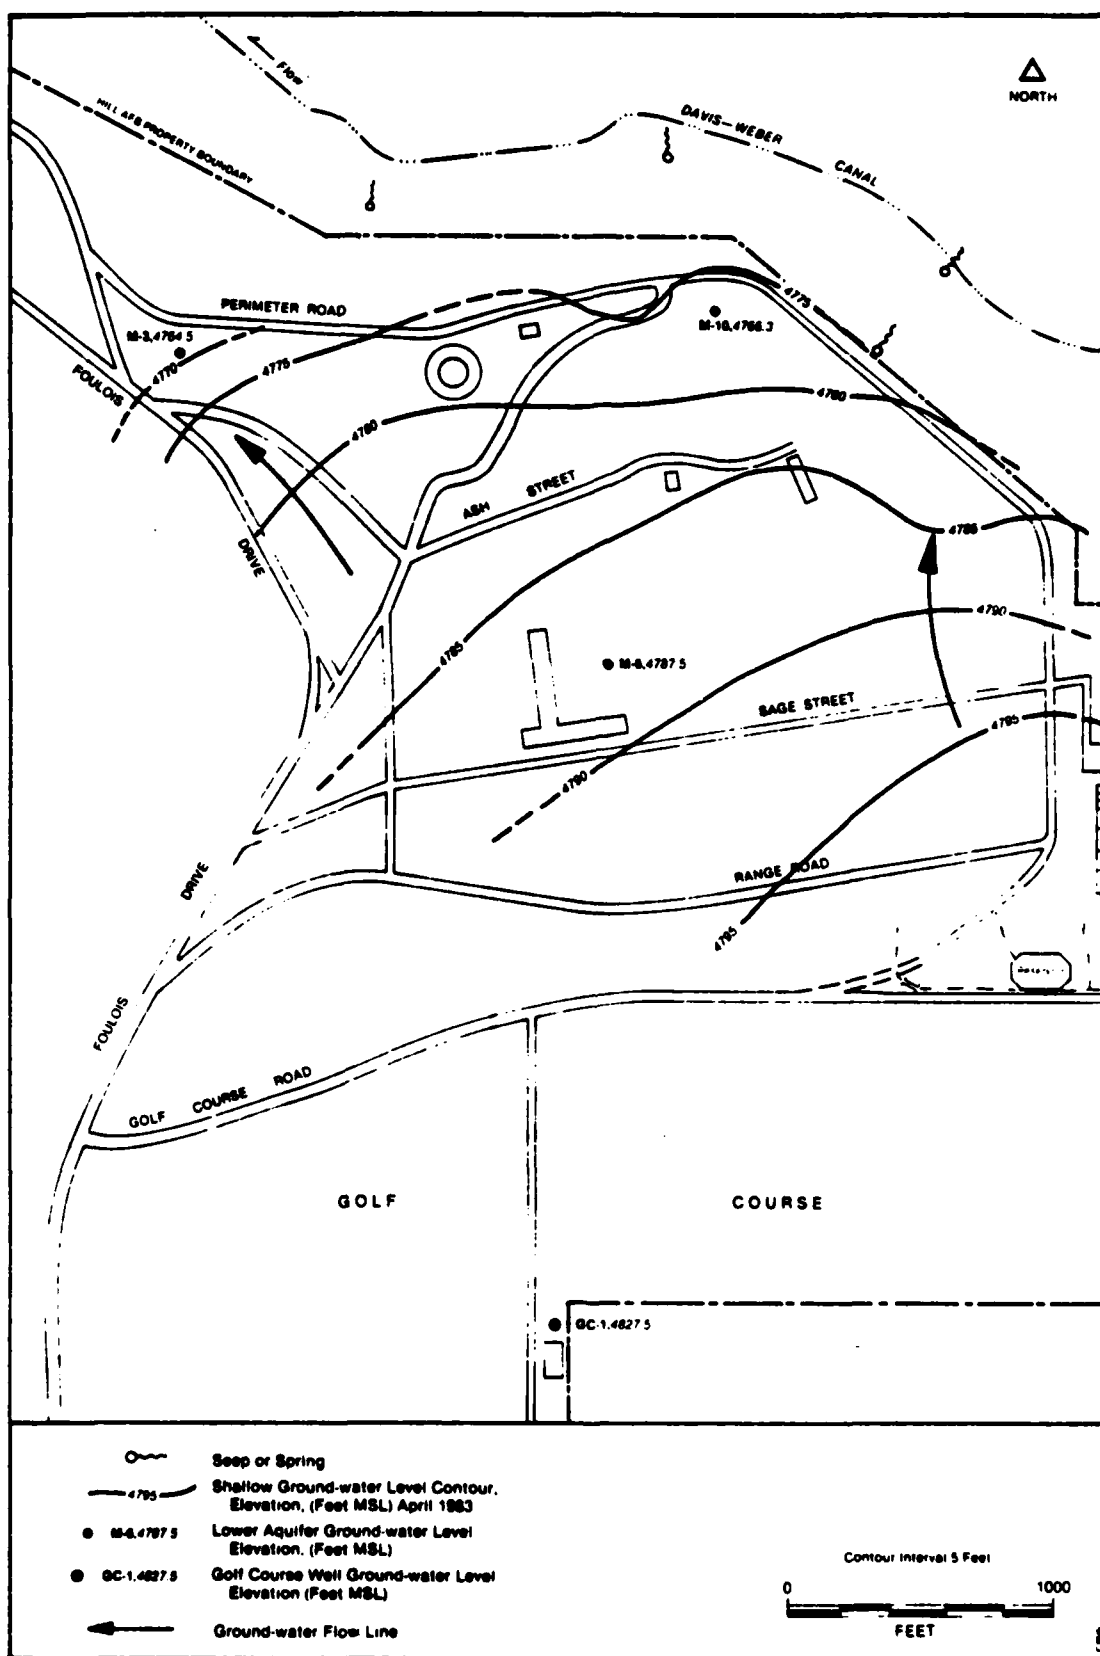 Flow
NORTH
HILL AFB PROPERTY BOUNDARY
DAVIS-WEBER
CANAL
PERIMETER ROAD
4775
M-3,4764.5
M-10,4766.3
4770
4775
FOULOIS
4780
4780
ASH STREET
4785
DRIVE
4790
4785
M-6,4787.5
SAGE STREET
4795
4790
RANGE ROAD
DRIVE
4795
FOULOIS
GOLF COURSE ROAD
GOLF COURSE
GC-1,4827.5
Seep or Spring
4795
Shallow Ground-water Level Contour,
Elevation, (Feet MSL) April 1983
M-6,4787.5
Lower Aquifer Ground-water Level
Elevation, (Feet MSL)
GC-1,4827.5
Golf Course Well Ground-water Level
Elevation (Feet MSL)
Ground-water Flow Line
Contour Interval 5 Feet
0 1000
FEET